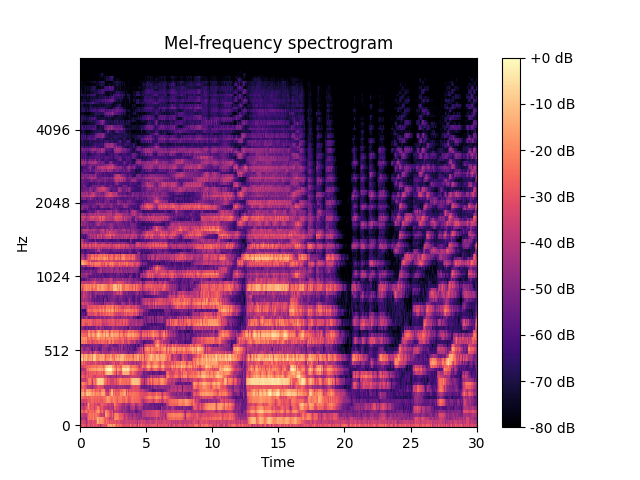 Mel-frequency spectrogram
+0 dB
-10 dB
-20 dB
-30 dB
-40 dB
-50 dB
-60 dB
-70 dB
-80 dB
Hz
4096
2048
1024
512
0
0 5 10 15 20 25 30
Time